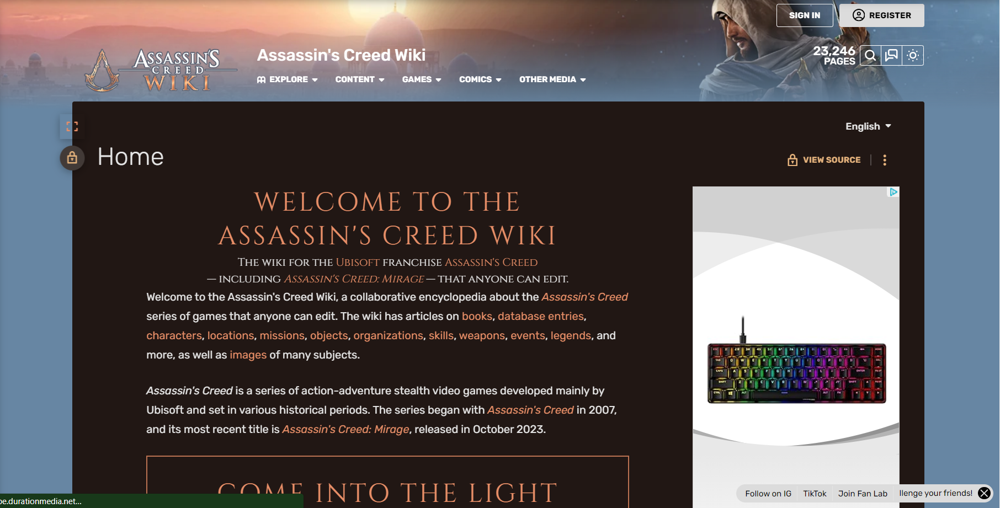 SIGN IN
REGISTER
ASSASSIN'S
CREED
WIKI
Assassin's Creed Wiki
23,246
PAGES
EXPLORE CONTENT GAMES COMICS OTHER MEDIA
English
Home
VIEW SOURCE
WELCOME TO THE
ASSASSIN'S CREED WIKI
THE WIKI FOR THE UBISOFT FRANCHISE ASSASSIN'S CREED
— INCLUDING ASSASSIN'S CREED: MIRAGE — THAT ANYONE CAN EDIT.
Welcome to the Assassin's Creed Wiki, a collaborative encyclopedia about the Assassin's Creed
series of games that anyone can edit. The wiki has articles on books, database entries,
characters, locations, missions, objects, organizations, skills, weapons, events, legends, and
more, as well as images of many subjects.
Assassin's Creed is a series of action-adventure stealth video games developed mainly by
Ubisoft and set in various historical periods. The series began with Assassin's Creed in 2007,
and its most recent title is Assassin's Creed: Mirage, released in October 2023.
COME INTO THE LIGHT
pe.durationmedia.net...
Follow on IG TikTok Join Fan Lab llenge your friends!